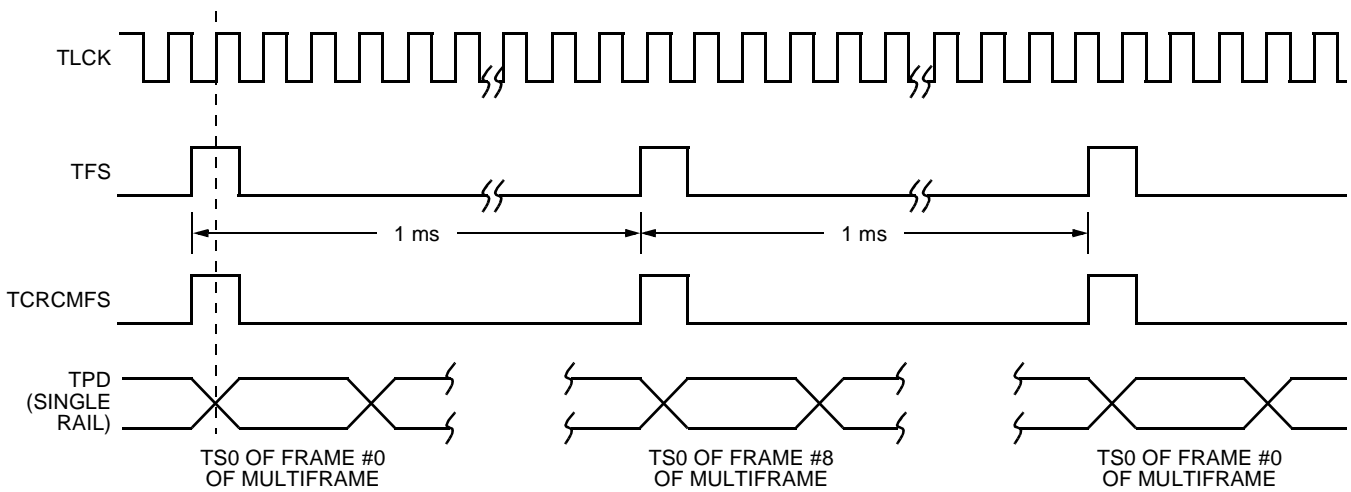 TLCK
TFS
1 ms
1 ms
TCRCMFS
TPD
(SINGLE
RAIL)
TS0 OF FRAME #0
OF MULTIFRAME
TS0 OF FRAME #8
OF MULTIFRAME
TS0 OF FRAME #0
OF MULTIFRAME